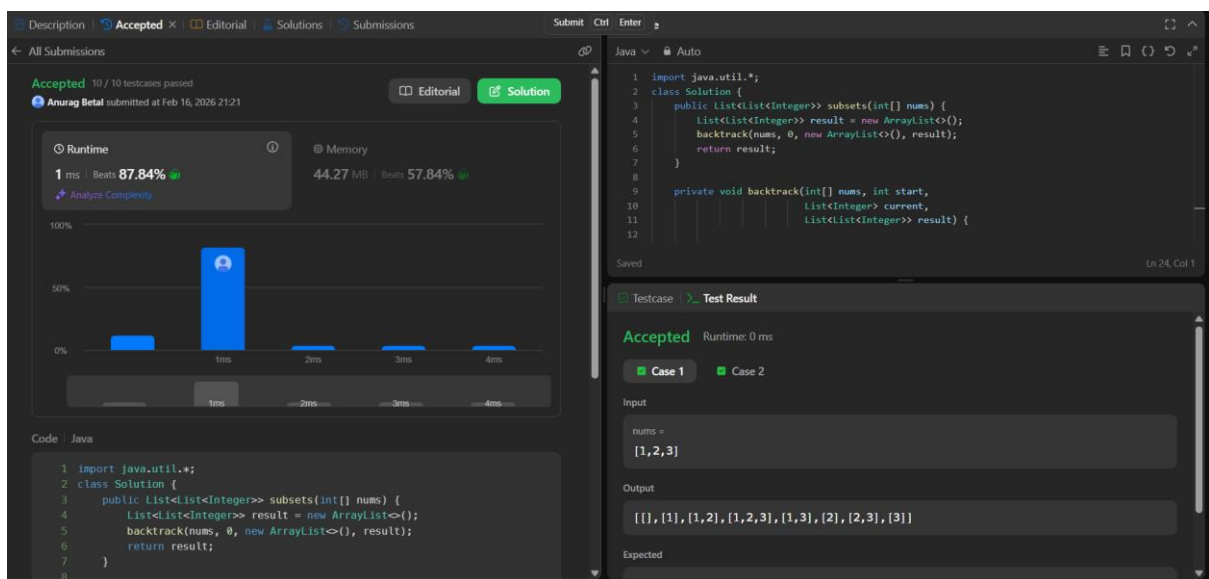 Description | Accepted × | Editorial | Solutions | Submissions
Submit Ctrl Enter
← All Submissions
Accepted 10 / 10 testcases passed
Anurag Betal submitted at Feb 16, 2026 21:21
Editorial
Solution
Runtime
1 ms | Beats 87.84%
Analyze Complexity
Memory
44.27 MB | Beats 57.84%
100%
50%
0%
1ms 2ms 3ms 4ms
1ms 2ms 3ms 4ms
Code | Java
1 import java.util.*;
2 class Solution {
3 public List<List<Integer>> subsets(int[] nums) {
4 List<List<Integer>> result = new ArrayList<>();
5 backtrack(nums, 0, new ArrayList<>(), result);
6 return result;
7 }
8
Java Auto
1 import java.util.*;
2 class Solution {
3 public List<List<Integer>> subsets(int[] nums) {
4 List<List<Integer>> result = new ArrayList<>();
5 backtrack(nums, 0, new ArrayList<>(), result);
6 return result;
7 }
8
9 private void backtrack(int[] nums, int start,
10 List<Integer> current,
11 List<List<Integer>> result) {
12
Saved
Ln 24, Col 1
Testcase | >_ Test Result
Accepted Runtime: 0 ms
Case 1 Case 2
Input
nums =
[1,2,3]
Output
[[],[1],[1,2],[1,2,3],[1,3],[2],[2,3],[3]]
Expected